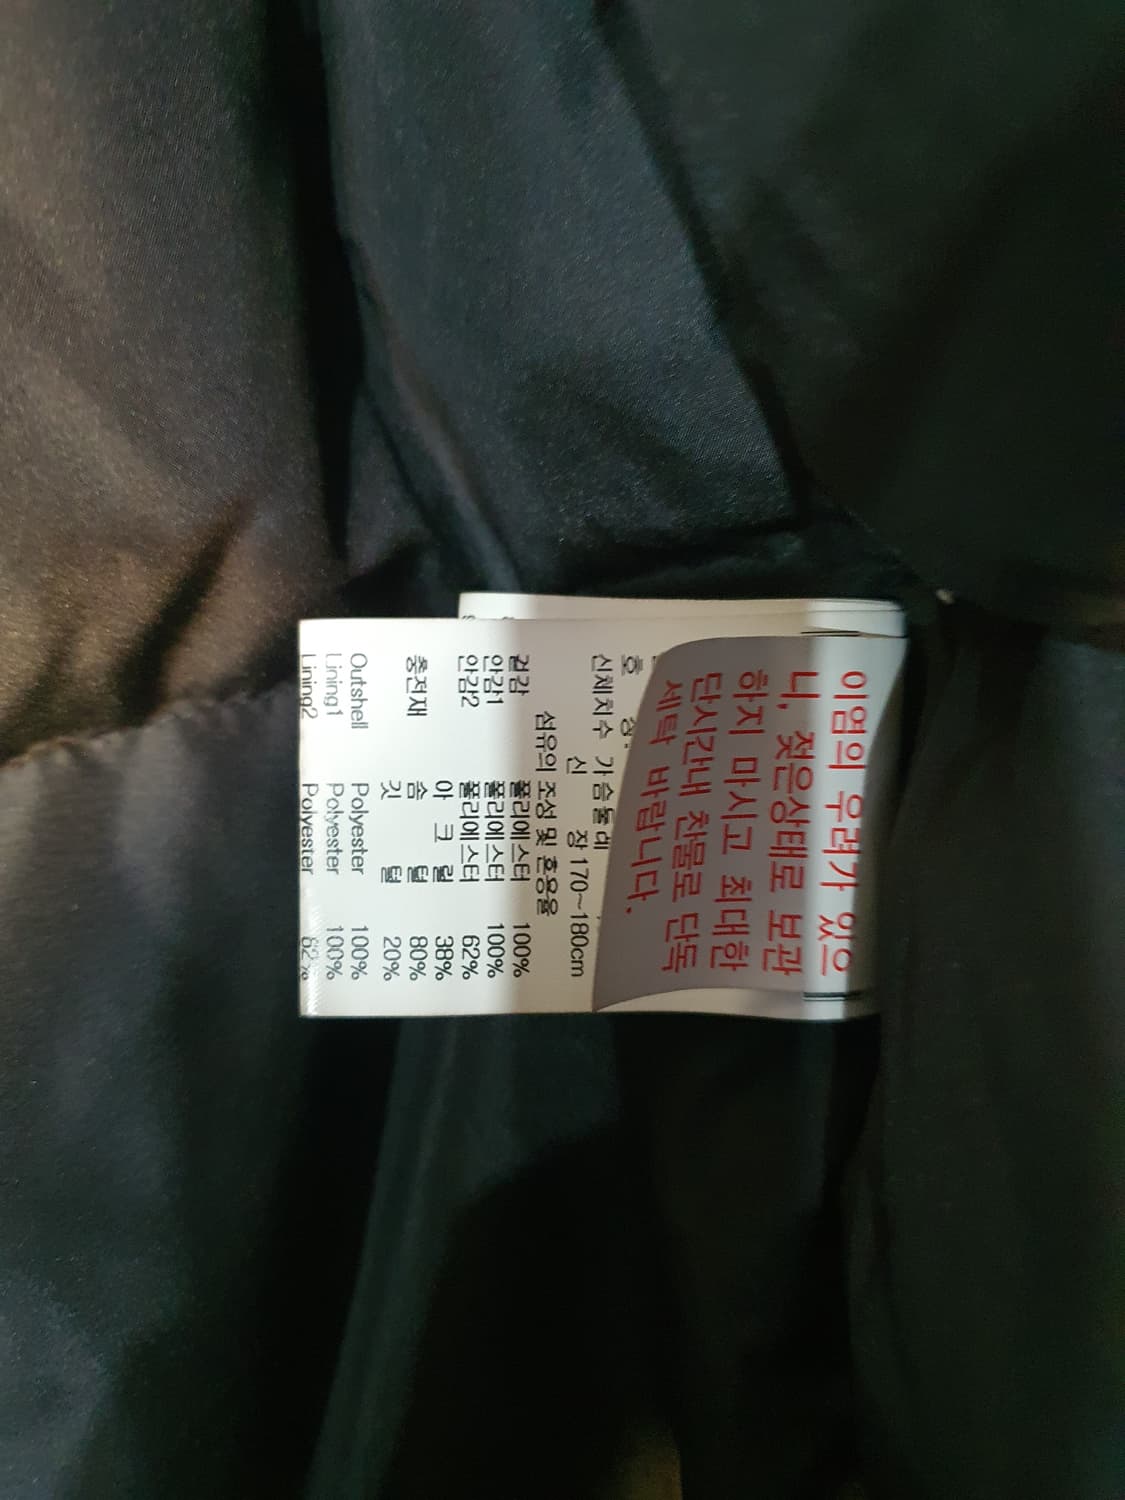 이염의 우려가 있으
니, 젖은상태로 보관
하지 마시고 최대한
단시간내 찬물로 단독
세탁 바랍니다.
호
신체치수 가슴둘레
신 장 170~180cm
섬유의 조성 및 혼용율
겉감 폴리에스터 100%
안감1 폴리에스터 100%
안감2 폴리에스터 62%
아 크 릴 38%
충전재 솜 털 80%
깃 털 20%
Outshell Polyester 100%
Lining1 Polyester 100%
Lining2 Polyester 62%